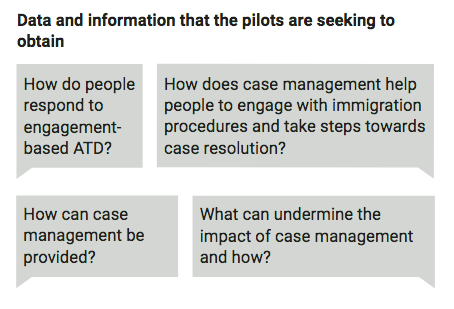 Data and information that the pilots are seeking to
obtain
How do people
respond to
engagement-
based ATD?
How does case management help
people to engage with immigration
procedures and take steps towards
case resolution?
How can case
management be
provided?
What can undermine the
impact of case management
and how?